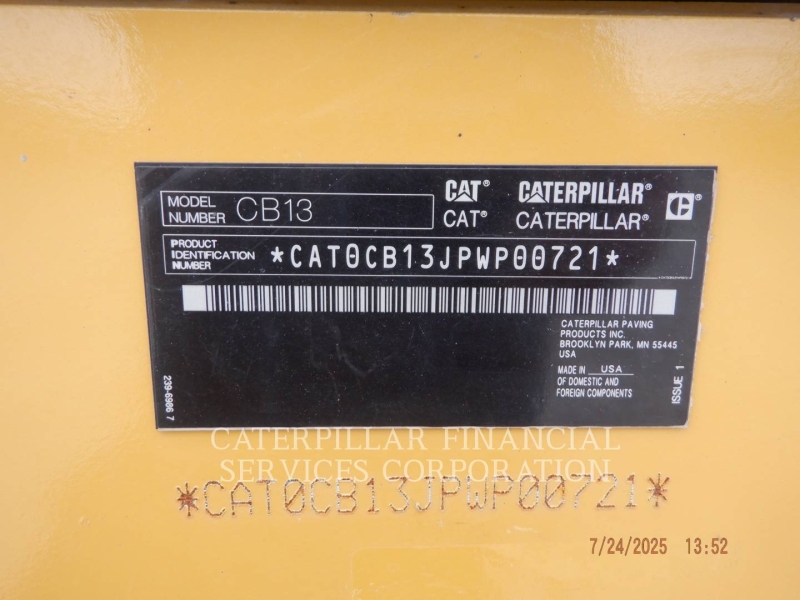 MODEL
NUMBER CB13
CAT® CATERPILLAR®
CAT® CATERPILLAR®
C
PRODUCT
IDENTIFICATION
NUMBER
*CAT0CB13JPWP00721*
CATERPILLAR PAVING
PRODUCTS INC.
BROOKLYN PARK, MN 55445
USA
MADE IN USA
OF DOMESTIC AND
FOREIGN COMPONENTS
ISSUE 1
239-6986 7
CATERPILLAR FINANCIAL
SERVICES CORPORATION
*CAT0CB13JPWP00721*
7/24/2025 13:52